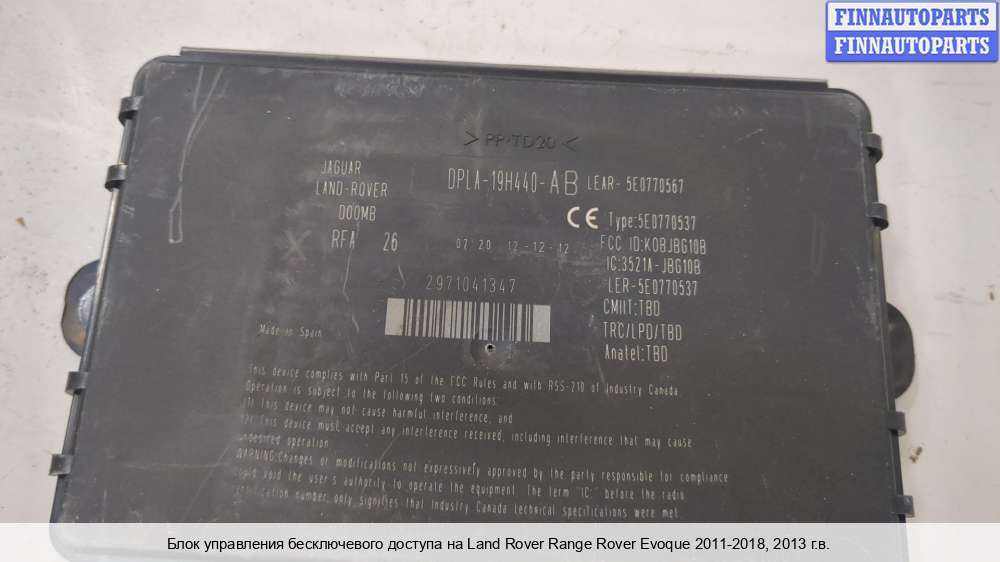 FINNAUTOPARTS
FINNAUTOPARTS
> PP-TD20 <
JAGUAR
LAND-ROVER
DOOMB
RFA 26
DPLA-19H440-AB LEAR- 5E0770567
CE Type:5E0770537
07:20 12-12-12
FCC ID:KOBJBG10B
IC:3521A-JBG10B
LER-5E0770537
CMIIT:TBD
TRC/LPD/TBD
Anatel:TBD
2971041347
Made in Spain
This device complies with Part 15 of the FCC Rules and with RSS-210 of Industry Canada
Operation is subject to the following two conditions:
(1) This device may not cause harmful interference, and
(2) This device must accept any interference received, including interference that may cause
undesired operation
WARNING:Changes or modifications not expressively approved by the party responsible for compliance
could void the user's authority to operate the equipment. The term "IC:" before the radio
certification number only signifies that Industry Canada technical specifications were met.
Блок управления бесключевого доступа на Land Rover Range Rover Evoque 2011-2018, 2013 г.в.